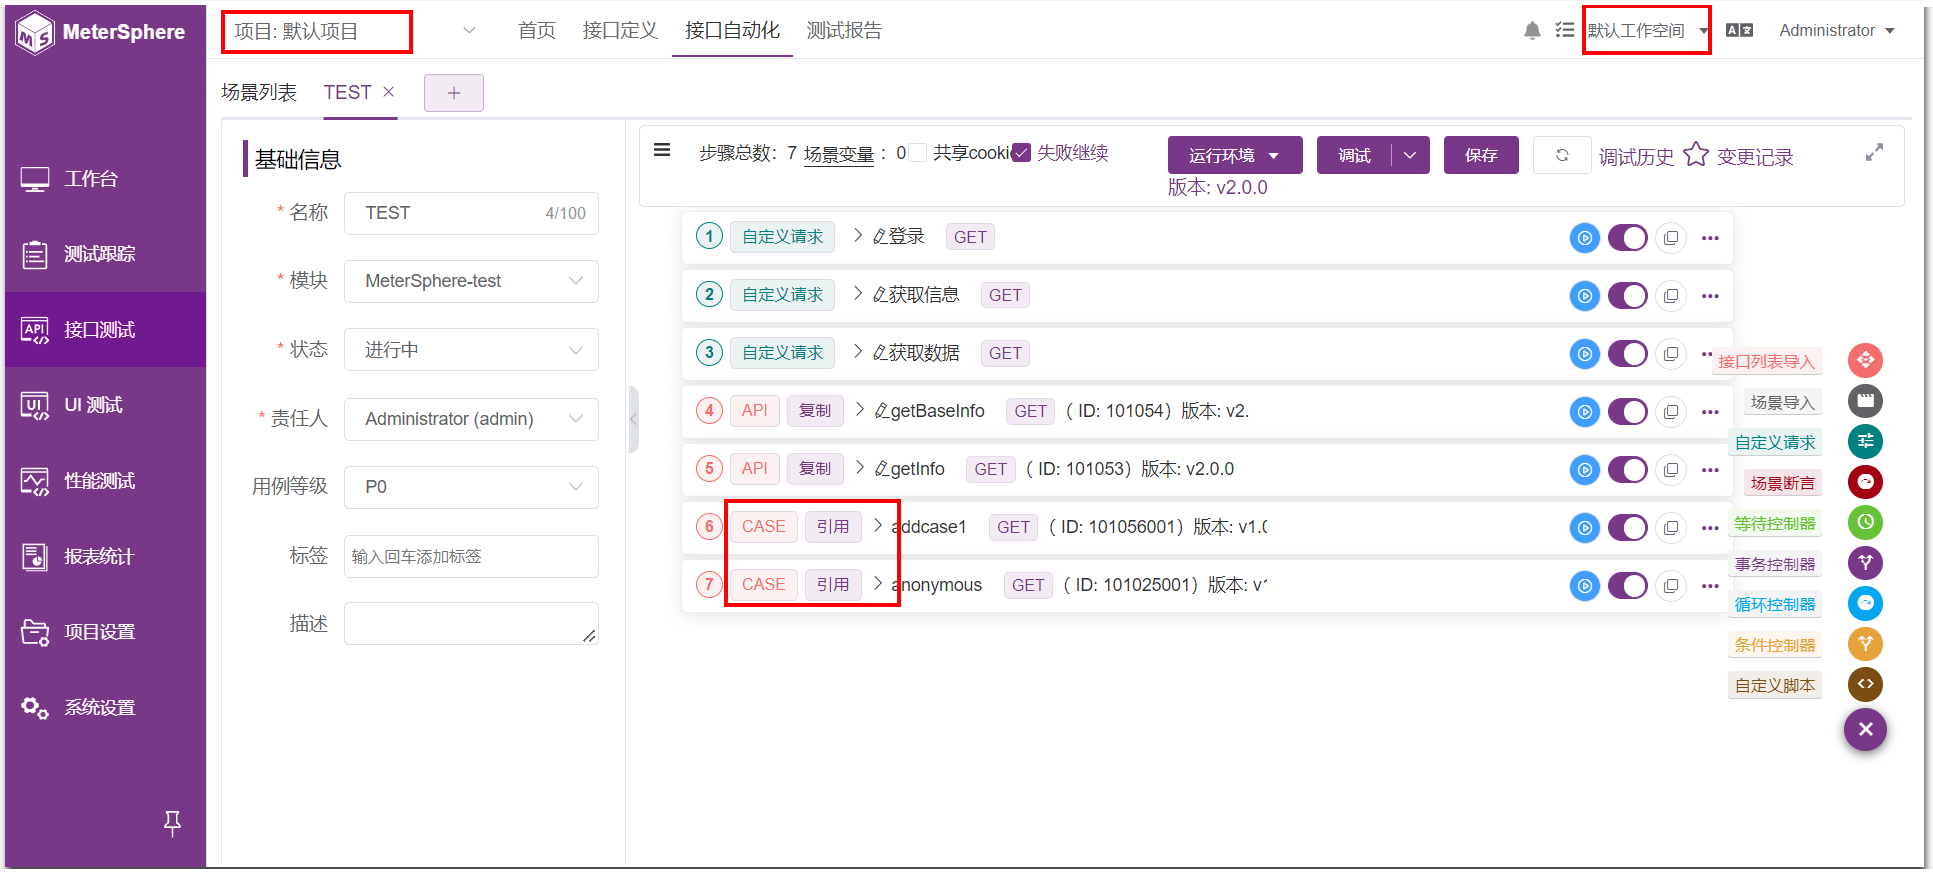 MeterSphere
项目: 默认项目
首页 接口定义 接口自动化 测试报告
默认工作空间
Administrator
场景列表 TEST
工作台
测试跟踪
接口测试
UI 测试
性能测试
报表统计
项目设置
系统设置
基础信息
* 名称 TEST 4/100
* 模块 MeterSphere-test
* 状态 进行中
* 责任人 Administrator (admin)
用例等级 P0
标签 输入回车添加标签
描述
步骤总数: 7 场景变量 : 0 共享cooki 失败继续
运行环境 调试 保存 调试历史 变更记录
版本: v2.0.0
1 自定义请求 登录 GET
2 自定义请求 获取信息 GET
3 自定义请求 获取数据 GET
4 API 复制 getBaseInfo GET ( ID: 101054) 版本: v2.
5 API 复制 getInfo GET ( ID: 101053) 版本: v2.0.0
6 CASE 引用 addcase1 GET ( ID: 101056001) 版本: v1.0
7 CASE 引用 anonymous GET ( ID: 101025001) 版本: v1
接口列表导入
场景导入
自定义请求
场景断言
等待控制器
事务控制器
循环控制器
条件控制器
自定义脚本